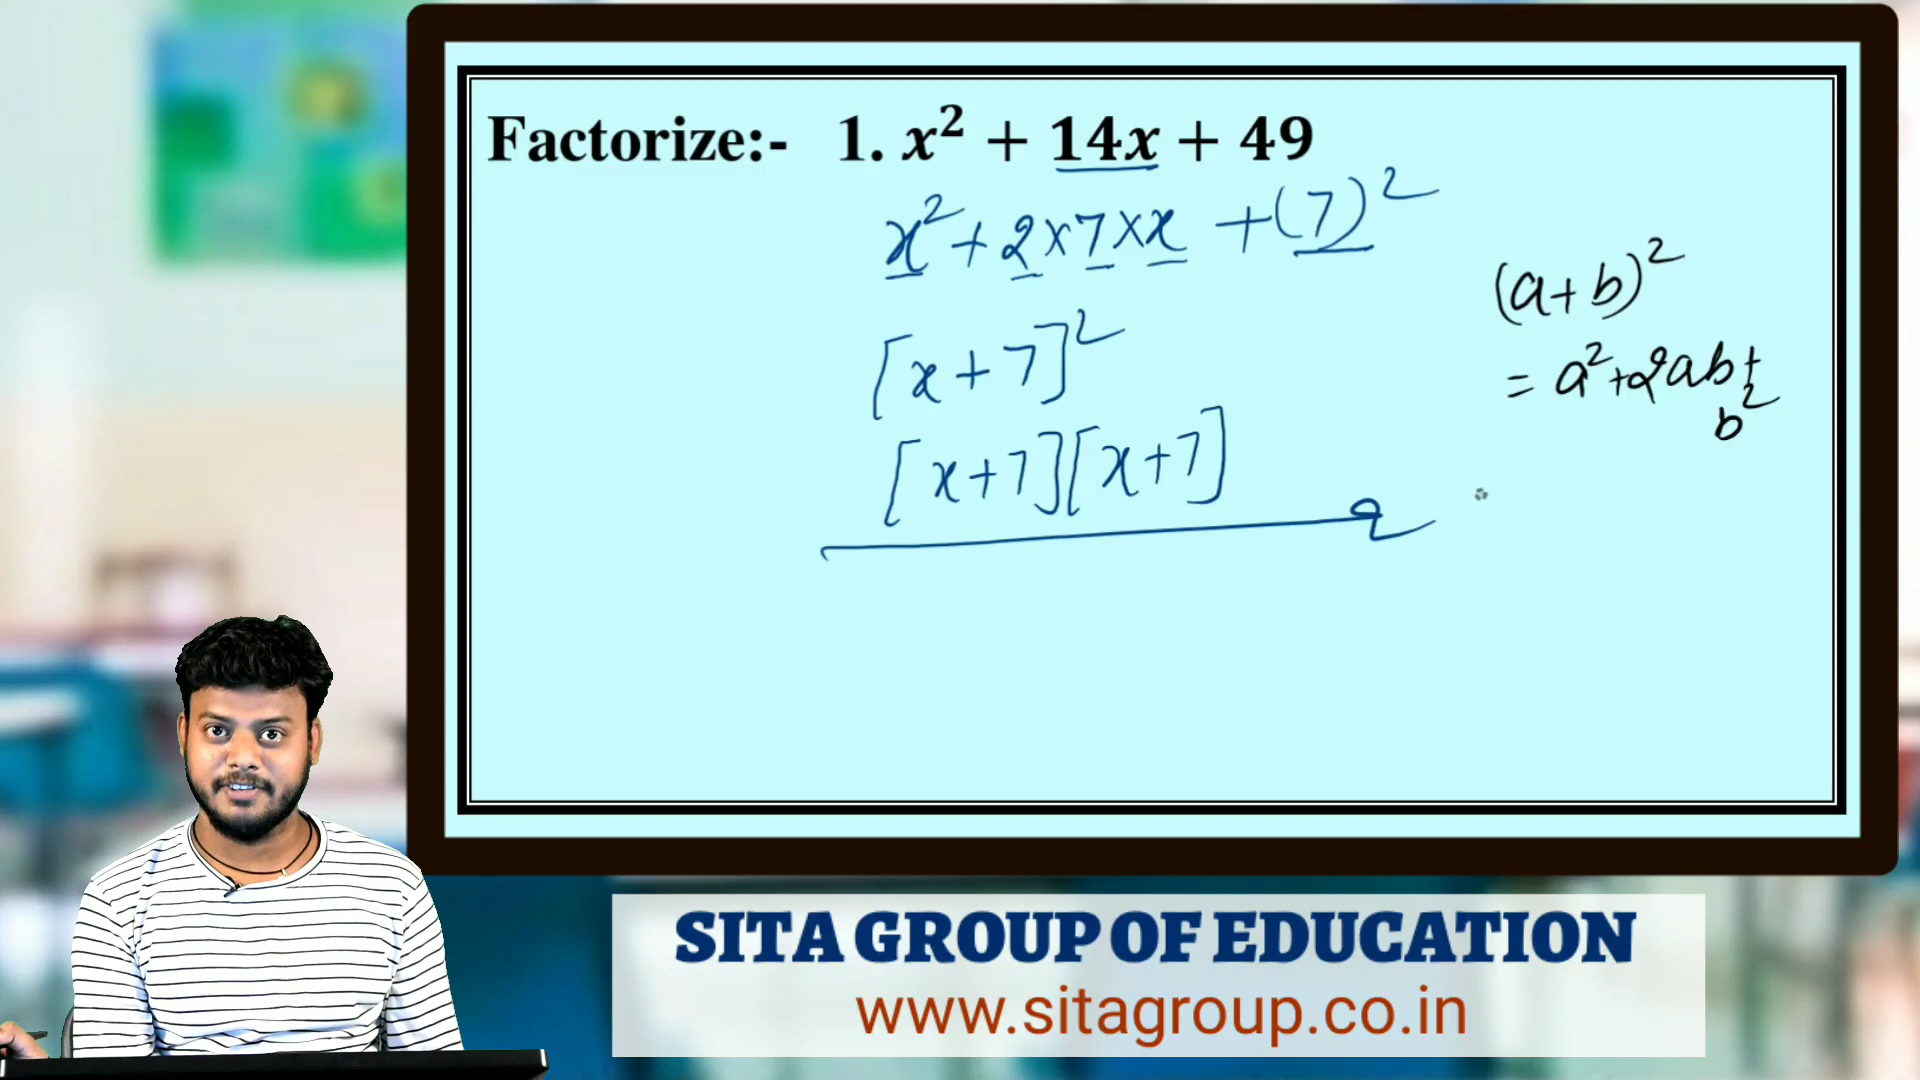 Factorize:- 1. x² + 14x + 49
x² + 2 × 7 × x + (7)²
[x + 7]²
[x + 7][x + 7]
(a + b)²
= a² + 2ab +
b²
SITA GROUP OF EDUCATION
www.sitagroup.co.in